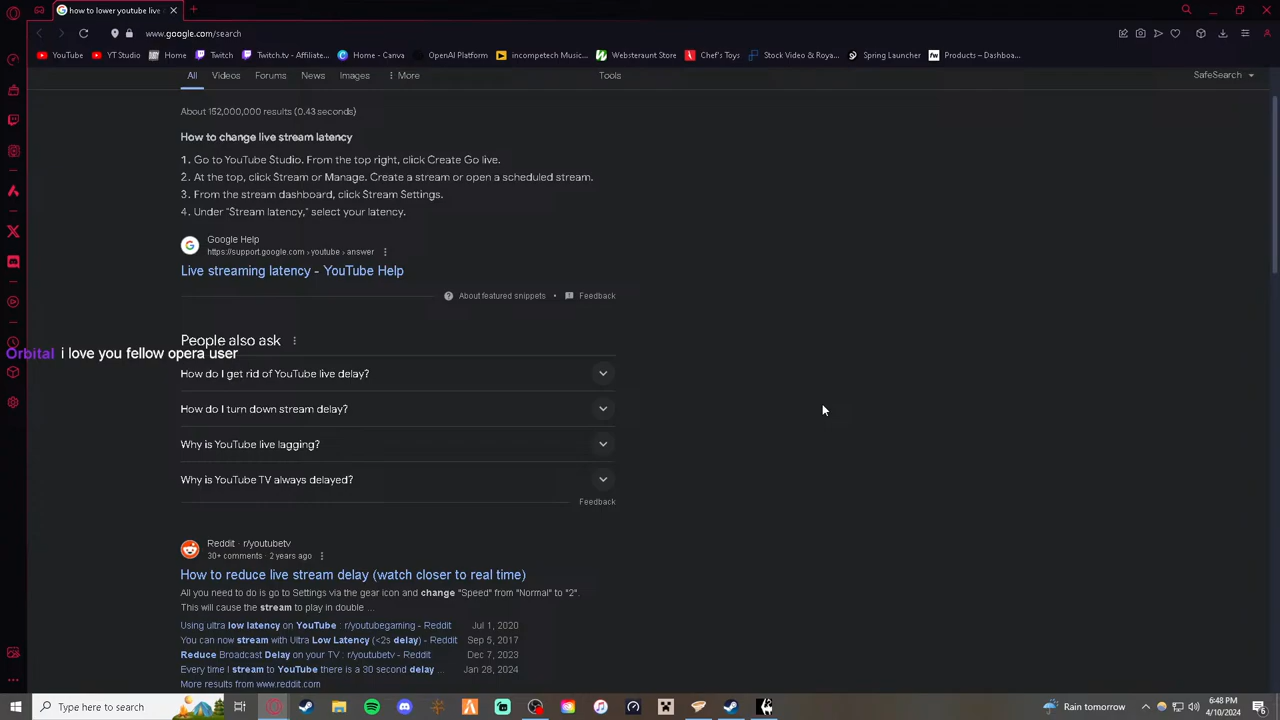 how to lower youtube live
www.google.com/search
YouTube
YT Studio
Home
Twitch
Twitch.tv - Affiliate...
Home - Canva
OpenAI Platform
incompetech Music...
Websteraunt Store
Chef's Toys
Stock Video & Roya...
Spring Launcher
Products – Dashboa...
All
Videos
Forums
News
Images
More
Tools
SafeSearch
About 152,000,000 results (0.43 seconds)
How to change live stream latency
1. Go to YouTube Studio. From the top right, click Create Go live.
2. At the top, click Stream or Manage. Create a stream or open a scheduled stream.
3. From the stream dashboard, click Stream Settings.
4. Under "Stream latency," select your latency.
Google Help
https://support.google.com › youtube › answer
Live streaming latency - YouTube Help
About featured snippets • Feedback
People also ask
Orbital i love you fellow opera user
How do I get rid of YouTube live delay?
How do I turn down stream delay?
Why is YouTube live lagging?
Why is YouTube TV always delayed?
Feedback
Reddit · r/youtubetv
30+ comments · 2 years ago
How to reduce live stream delay (watch closer to real time)
All you need to do is go to Settings via the gear icon and change "Speed" from "Normal" to "2".
This will cause the stream to play in double ...
Using ultra low latency on YouTube : r/youtubegaming - Reddit Jul 1, 2020
You can now stream with Ultra Low Latency (<2s delay) - Reddit Sep 5, 2017
Reduce Broadcast Delay on your TV : r/youtubetv - Reddit Dec 7, 2023
Every time I stream to YouTube there is a 30 second delay ... Jan 28, 2024
More results from www.reddit.com
Type here to search
Rain tomorrow
6:48 PM
4/10/2024
6